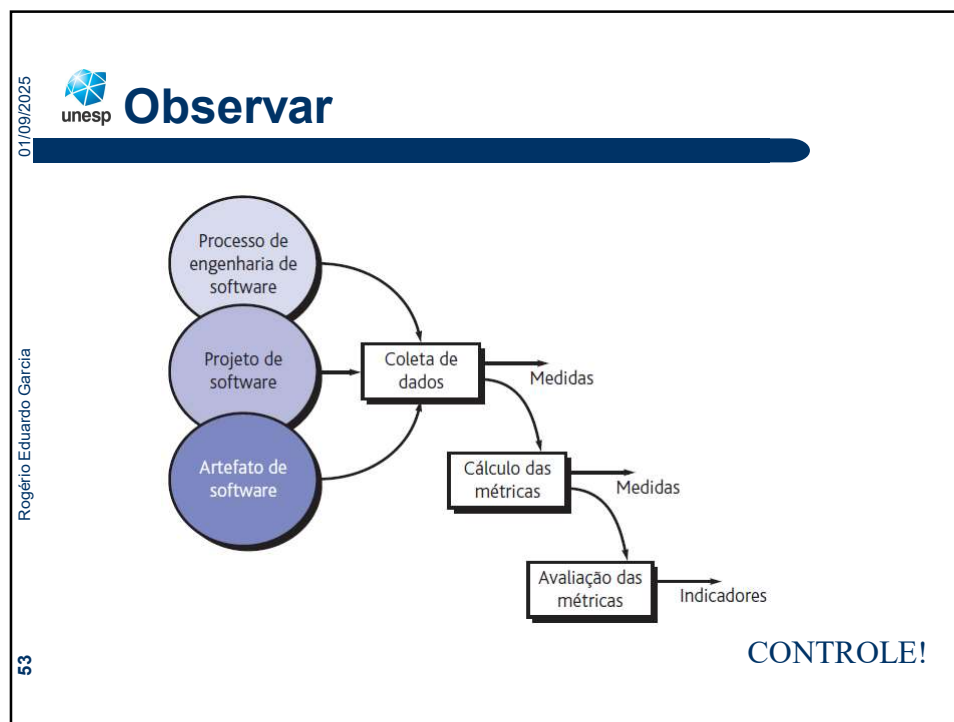 01/09/2025
unesp
Observar
Processo de
engenharia de
software
Projeto de
software
Artefato de
software
Coleta de
dados
Medidas
Cálculo das
métricas
Medidas
Avaliação das
métricas
Indicadores
CONTROLE!
Rogério Eduardo Garcia
53